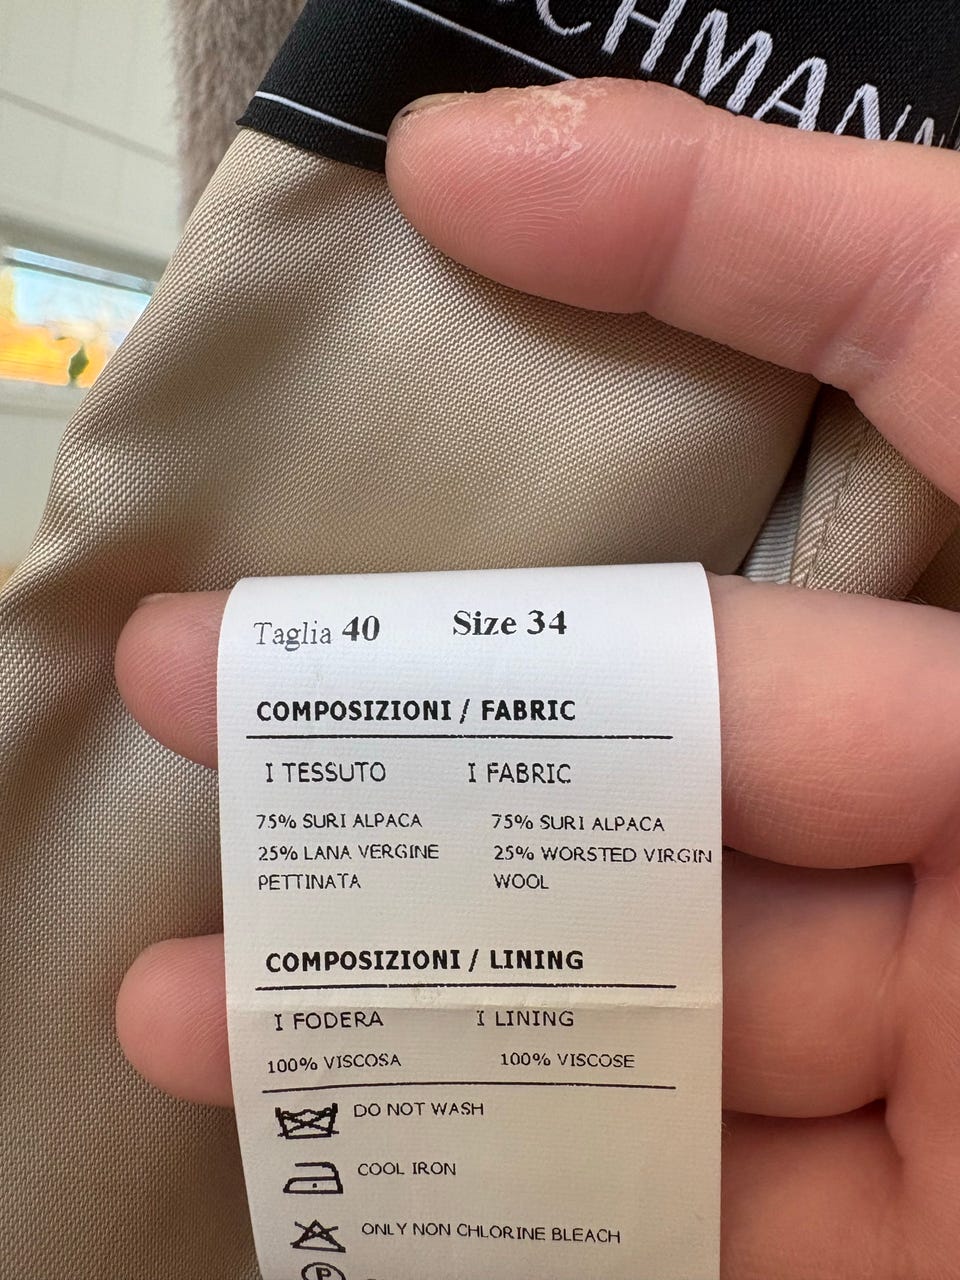 Taglia 40 Size 34
COMPOSIZIONI / FABRIC
I TESSUTO I FABRIC
75% SURI ALPACA 75% SURI ALPACA
25% LANA VERGINE 25% WORSTED VIRGIN
PETTINATA WOOL
COMPOSIZIONI / LINING
I FODERA I LINING
100% VISCOSA 100% VISCOSE
DO NOT WASH
COOL IRON
ONLY NON CHLORINE BLEACH
P